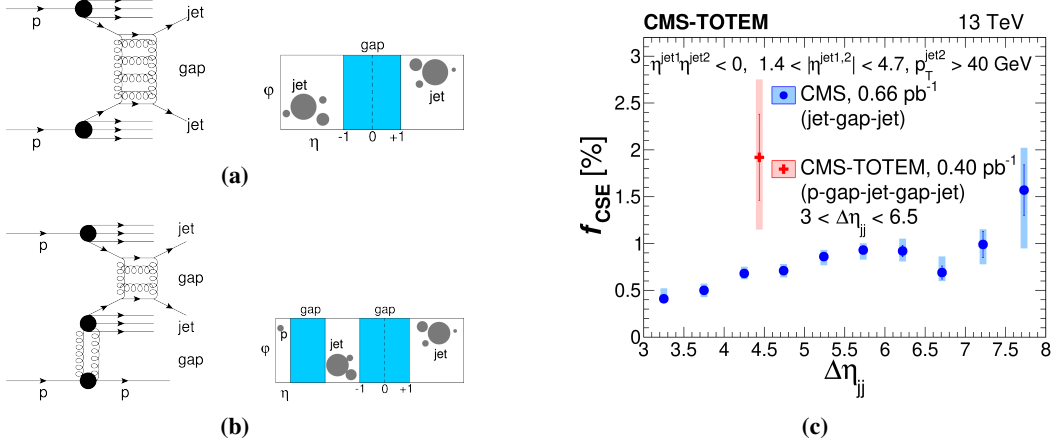 p
jet
gap
jet
p
gap
jet
jet
φ
η
-1 0 +1
(a)
p
jet
gap
jet
gap
p
p
gap
gap
p
jet
jet
φ
η
-1 0 +1
(b)
CMS-TOTEM 13 TeV
η^jet1 η^jet2 < 0, 1.4 < |η^jet1,2| < 4.7, p_T^jet2 > 40 GeV
CMS, 0.66 pb^-1
(jet-gap-jet)
CMS-TOTEM, 0.40 pb^-1
(p-gap-jet-gap-jet)
3 < Δη_jj < 6.5
f_CSE [%]
3
2.5
2
1.5
1
0.5
0
3 3.5 4 4.5 5 5.5 6 6.5 7 7.5 8
Δη_jj
(c)